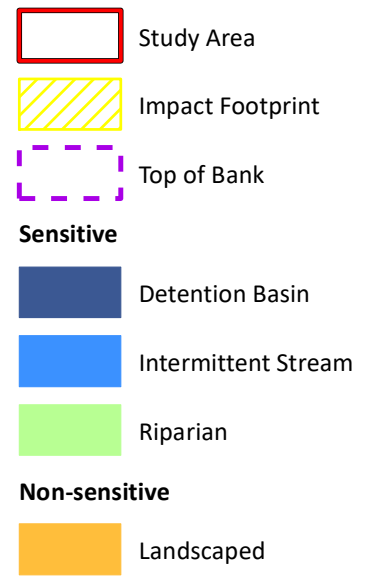 Study Area
Impact Footprint
Top of Bank
Sensitive
Detention Basin
Intermittent Stream
Riparian
Non-sensitive
Landscaped